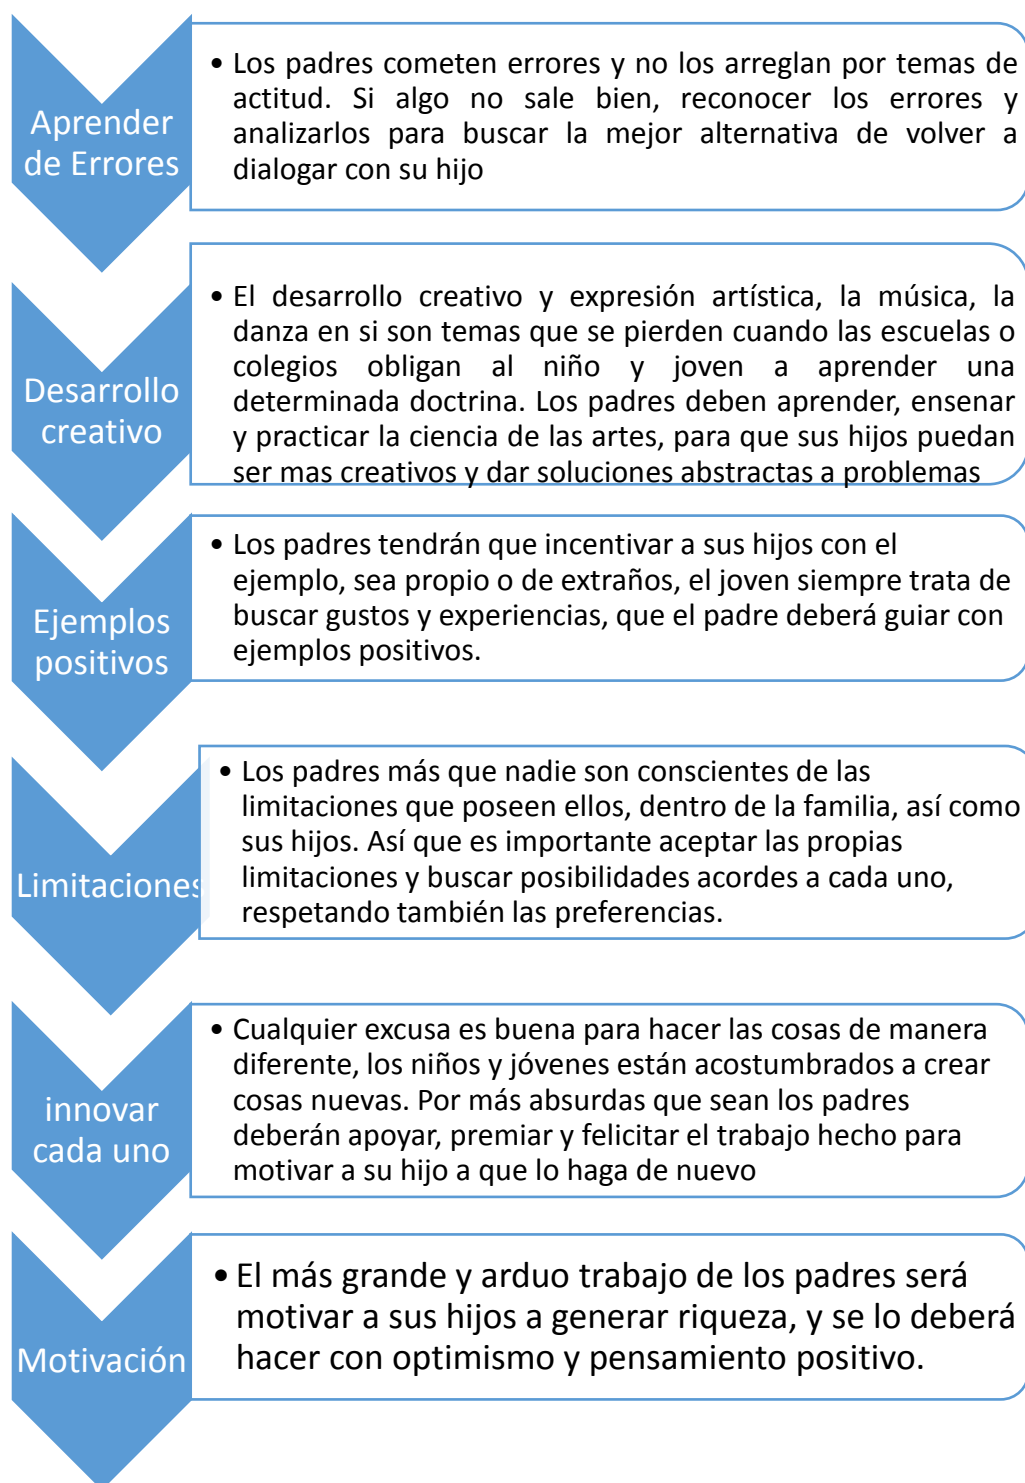 Aprender
de Errores
• Los padres cometen errores y no los arreglan por temas de
actitud. Si algo no sale bien, reconocer los errores y
analizarlos para buscar la mejor alternativa de volver a
dialogar con su hijo
Desarrollo
creativo
• El desarrollo creativo y expresión artística, la música, la
danza en si son temas que se pierden cuando las escuelas o
colegios obligan al niño y joven a aprender una
determinada doctrina. Los padres deben aprender, ensenar
y practicar la ciencia de las artes, para que sus hijos puedan
ser mas creativos y dar soluciones abstractas a problemas
Ejemplos
positivos
• Los padres tendrán que incentivar a sus hijos con el
ejemplo, sea propio o de extraños, el joven siempre trata de
buscar gustos y experiencias, que el padre deberá guiar con
ejemplos positivos.
Limitaciones
• Los padres más que nadie son conscientes de las
limitaciones que poseen ellos, dentro de la familia, así como
sus hijos. Así que es importante aceptar las propias
limitaciones y buscar posibilidades acordes a cada uno,
respetando también las preferencias.
innovar
cada uno
• Cualquier excusa es buena para hacer las cosas de manera
diferente, los niños y jóvenes están acostumbrados a crear
cosas nuevas. Por más absurdas que sean los padres
deberán apoyar, premiar y felicitar el trabajo hecho para
motivar a su hijo a que lo haga de nuevo
Motivación
• El más grande y arduo trabajo de los padres será
motivar a sus hijos a generar riqueza, y se lo deberá
hacer con optimismo y pensamiento positivo.